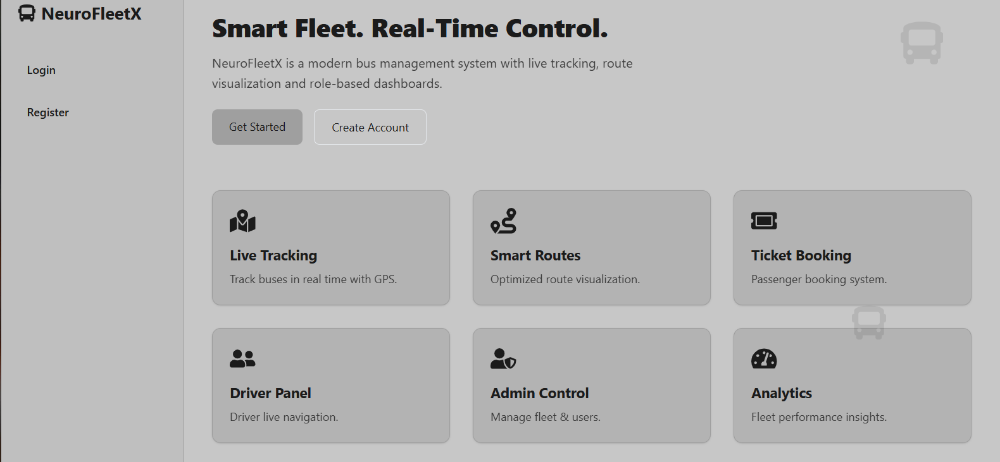 NeuroFleetX
Login
Register
Smart Fleet. Real-Time Control.
NeuroFleetX is a modern bus management system with live tracking, route
visualization and role-based dashboards.
Get Started
Create Account
Live Tracking
Track buses in real time with GPS.
Smart Routes
Optimized route visualization.
Ticket Booking
Passenger booking system.
Driver Panel
Driver live navigation.
Admin Control
Manage fleet & users.
Analytics
Fleet performance insights.